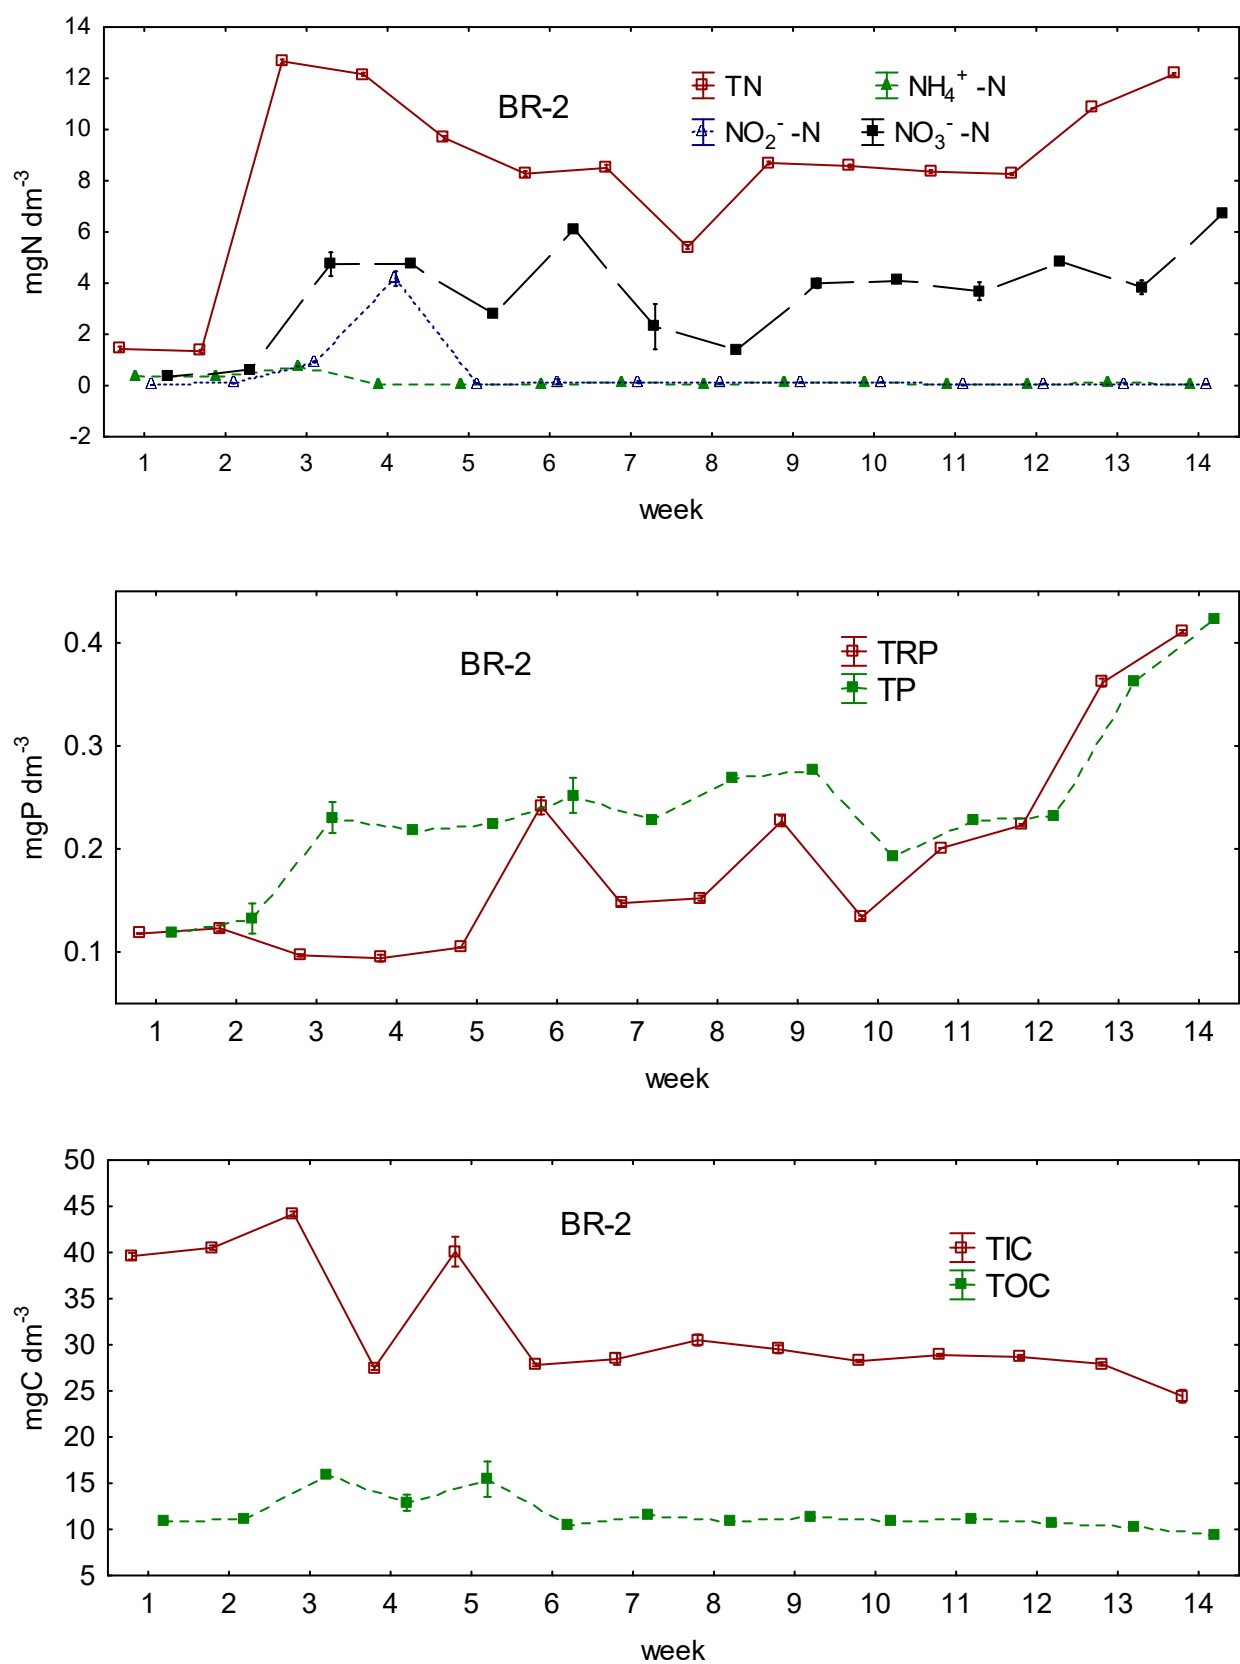 14
12
10
8
6
4
2
0
-2
mgN dm⁻³
BR-2
TN
NH₄⁺ -N
NO₂⁻ -N
NO₃⁻ -N
1 2 3 4 5 6 7 8 9 10 11 12 13 14
week
0.4
0.3
0.2
0.1
mgP dm⁻³
BR-2
TRP
TP
1 2 3 4 5 6 7 8 9 10 11 12 13 14
week
50
45
40
35
30
25
20
15
10
5
mgC dm⁻³
BR-2
TIC
TOC
1 2 3 4 5 6 7 8 9 10 11 12 13 14
week